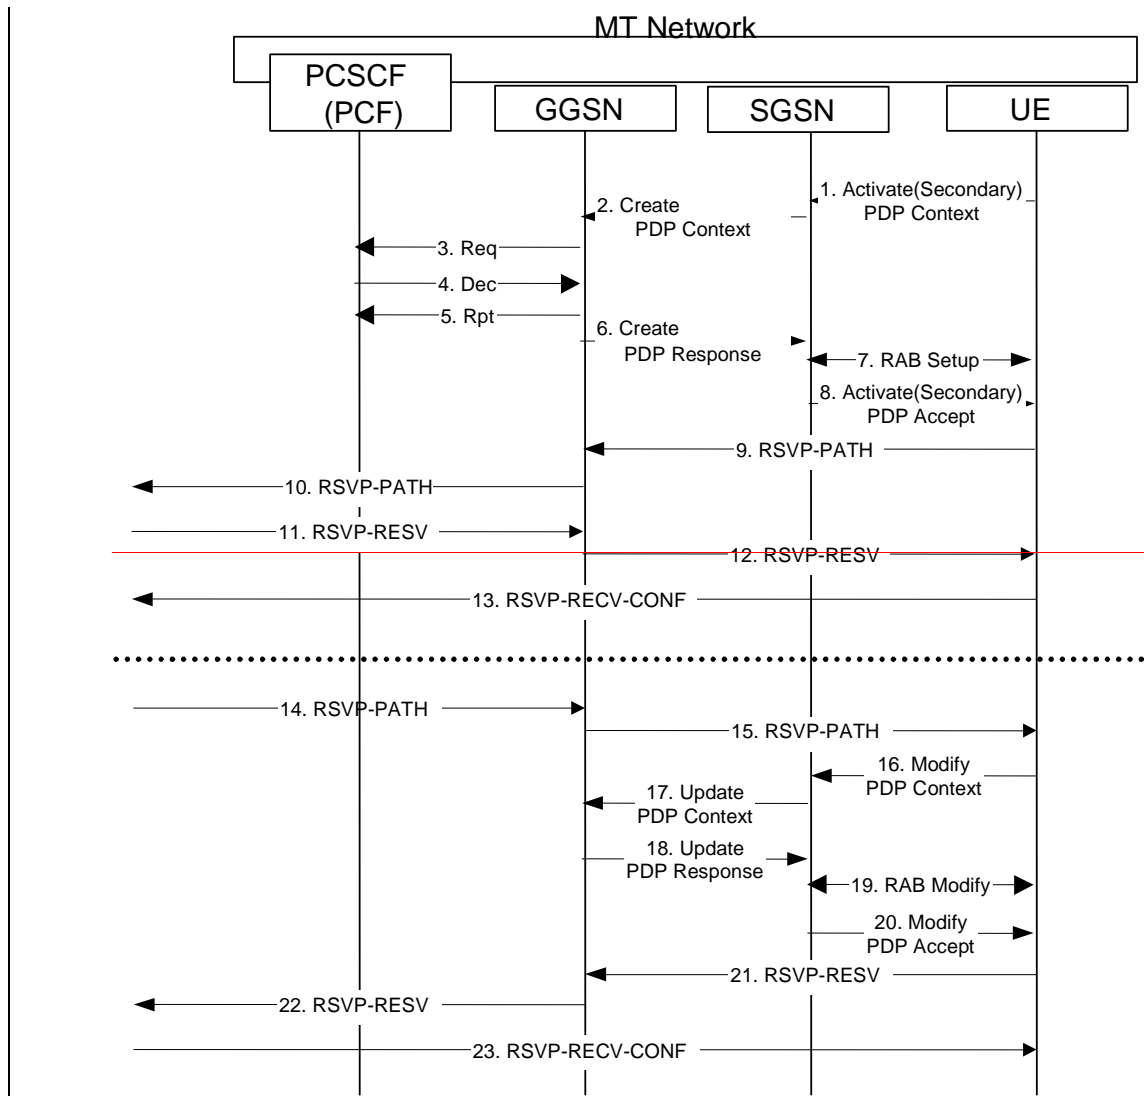 MT Network
PCSCF
(PCF)
GGSN
SGSN
UE
1. Activate(Secondary)
PDP Context
2. Create
PDP Context
3. Req
4. Dec
5. Rpt
6. Create
PDP Response
7. RAB Setup
8. Activate(Secondary)
PDP Accept
9. RSVP-PATH
10. RSVP-PATH
11. RSVP-RESV
12. RSVP-RESV
13. RSVP-RECV-CONF
14. RSVP-PATH
15. RSVP-PATH
16. Modify
PDP Context
17. Update
PDP Context
18. Update
PDP Response
19. RAB Modify
20. Modify
PDP Accept
21. RSVP-RESV
22. RSVP-RESV
23. RSVP-RECV-CONF